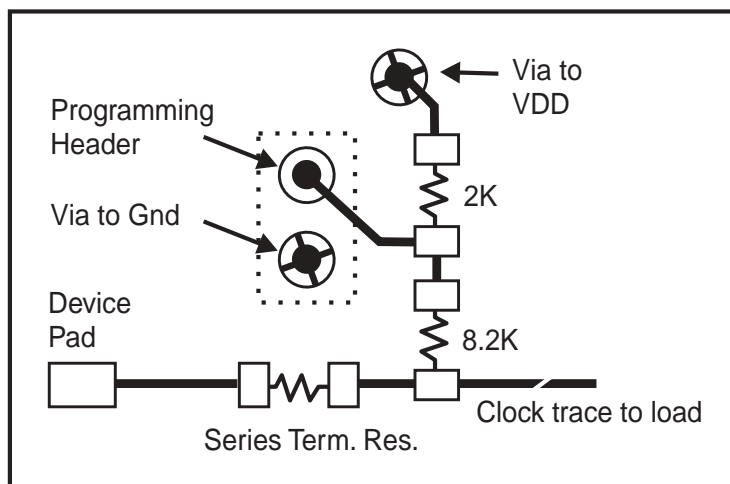 Via to
VDD
Programming
Header
2K
Via to Gnd
Device
Pad
8.2K
Clock trace to load
Series Term. Res.